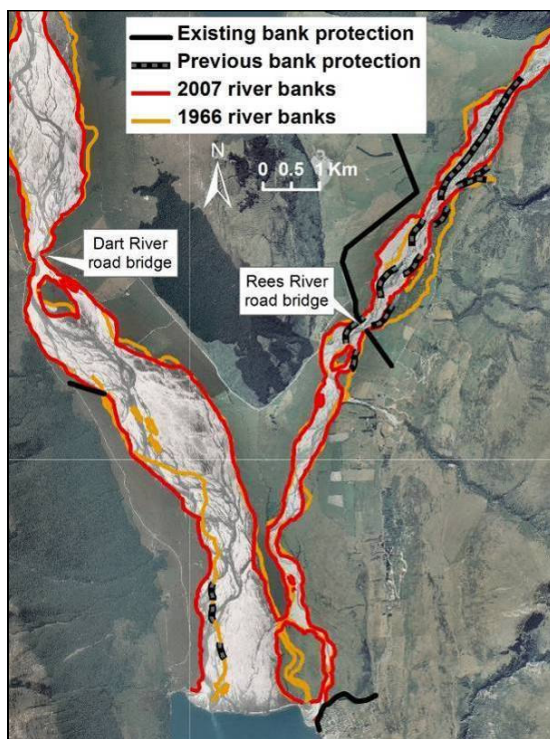 Existing bank protection
Previous bank protection
2007 river banks
1966 river banks
N
0 0.5 1 Km
Dart River
road bridge
Rees River
road bridge